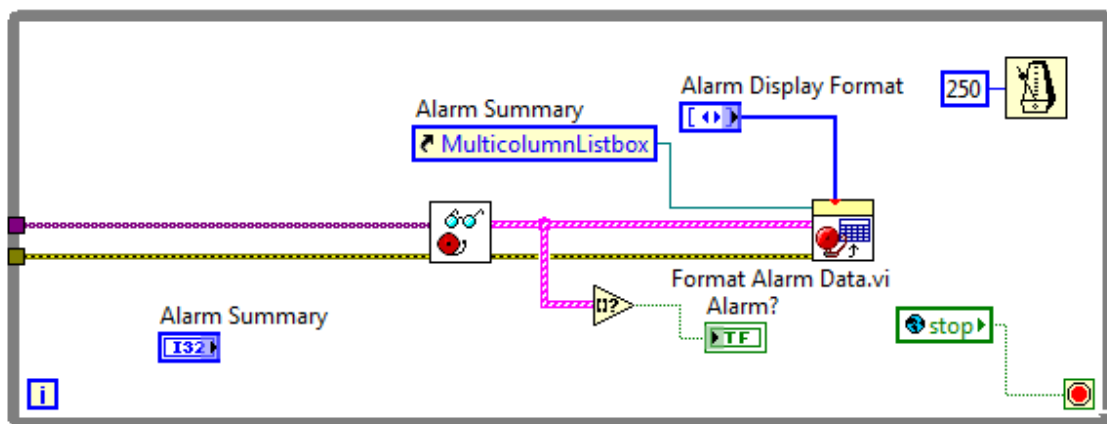 Alarm Display Format
250
Alarm Summary
MulticolumnListbox
Format Alarm Data.vi
Alarm?
[]?
TF
Alarm Summary
I32
stop
i